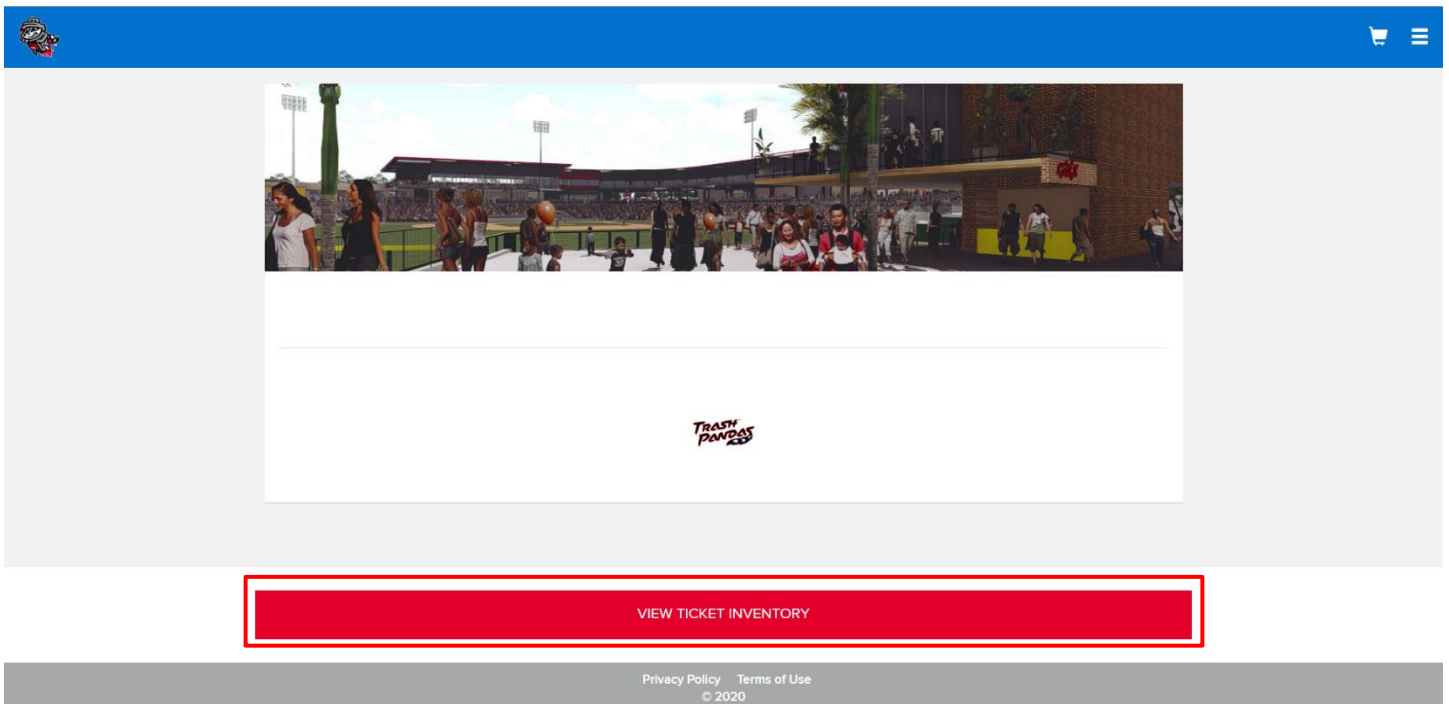 TRASH
PANDAS
VIEW TICKET INVENTORY
Privacy Policy Terms of Use
© 2020